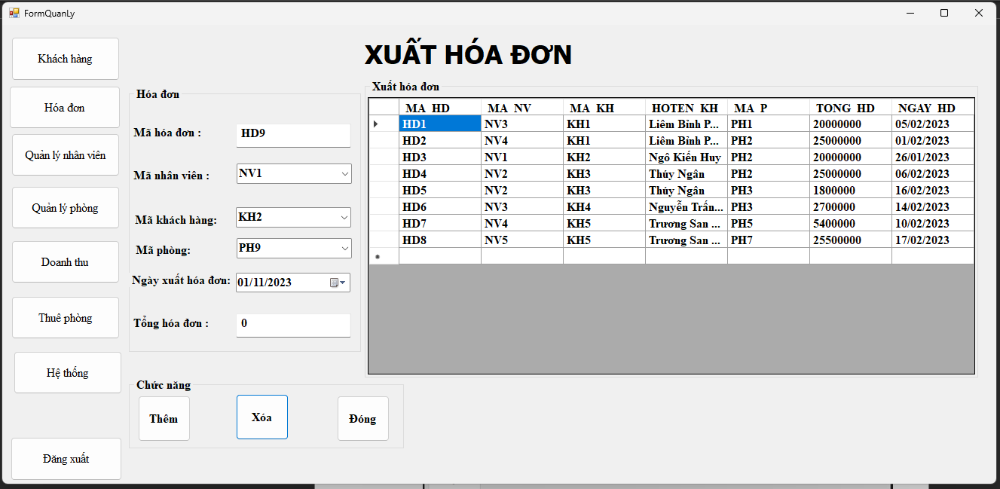 FormQuanLy
Khách hàng
Hóa đơn
Quản lý nhân viên
Quản lý phòng
Doanh thu
Thuê phòng
Hệ thống
Đăng xuất
XUẤT HÓA ĐƠN
Hóa đơn
Mã hóa đơn : HD9
Mã nhân viên : NV1
Mã khách hàng: KH2
Mã phòng: PH9
Ngày xuất hóa đơn: 01/11/2023
Tổng hóa đơn : 0
Chức năng
Thêm Xóa Đóng
Xuất hóa đơn
MA_HD MA_NV MA_KH HOTEN_KH MA_P TONG_HD NGAY_HD
HD1 NV3 KH1 Liêm Bỉnh P... PH1 20000000 05/02/2023
HD2 NV4 KH1 Liêm Bỉnh P... PH2 25000000 01/02/2023
HD3 NV1 KH2 Ngô Kiến Huy PH2 20000000 26/01/2023
HD4 NV2 KH3 Thúy Ngân PH2 25000000 06/02/2023
HD5 NV2 KH3 Thúy Ngân PH3 1800000 16/02/2023
HD6 NV3 KH4 Nguyễn Trấn... PH3 2700000 14/02/2023
HD7 NV4 KH5 Trương San ... PH5 5400000 10/02/2023
HD8 NV5 KH5 Trương San ... PH7 25500000 17/02/2023